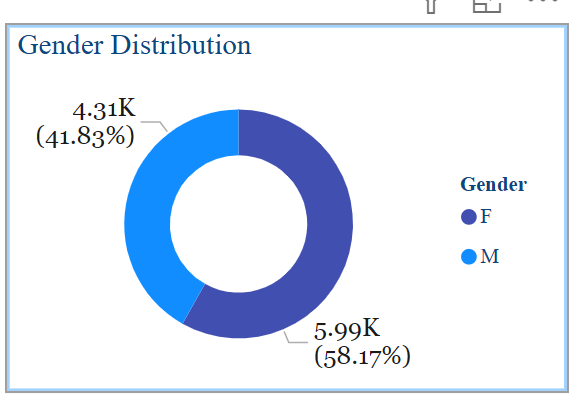 Gender Distribution
4.31K
(41.83%)
Gender
F
M
5.99K
(58.17%)